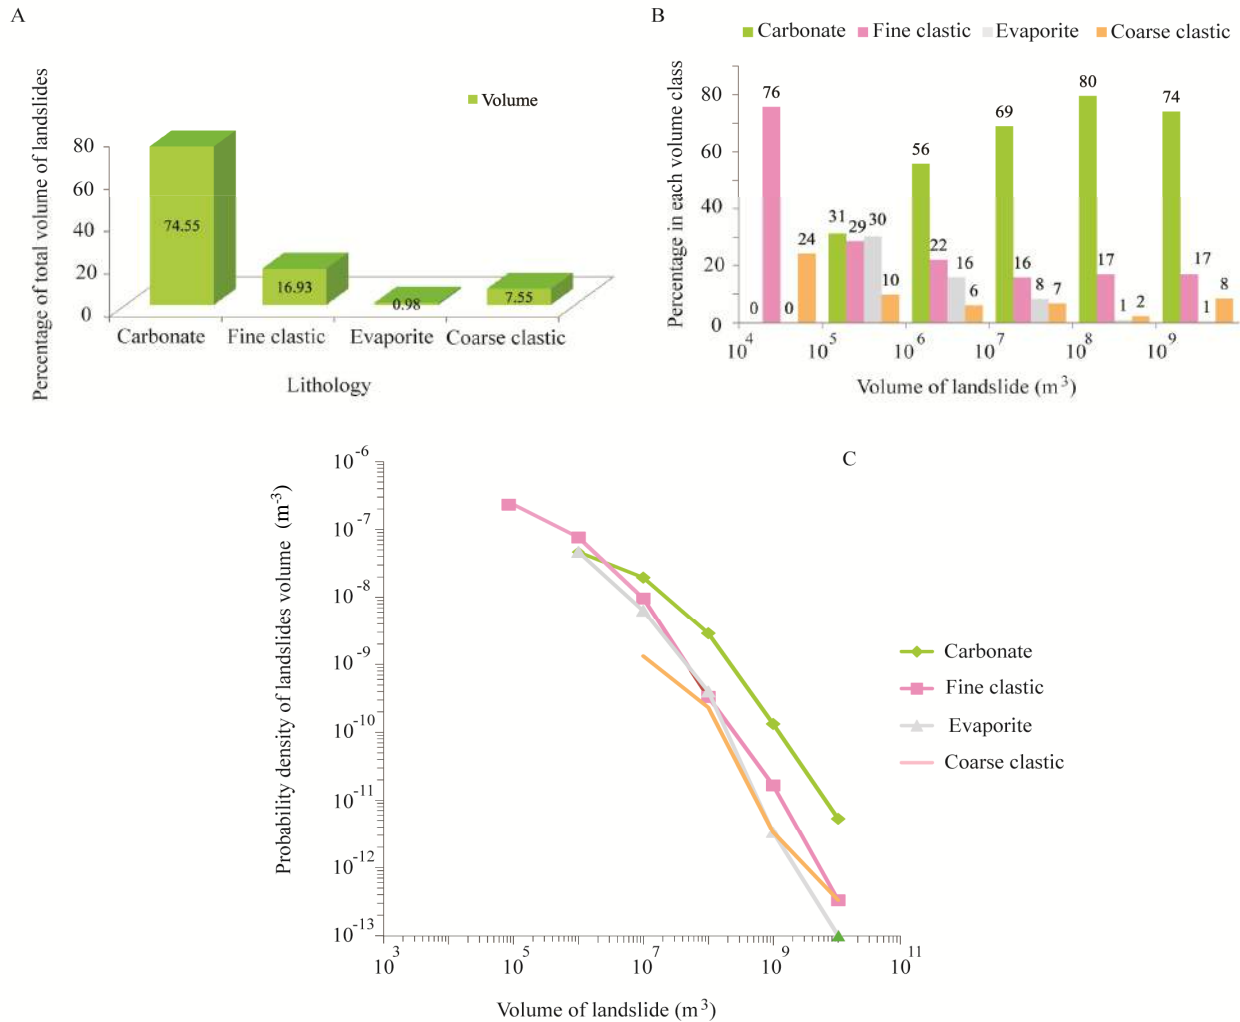 A
Percentage of total volume of landslides
Volume
80
60
40
20
0
74.55
16.93
0.98
7.55
Carbonate Fine clastic Evaporite Coarse clastic
Lithology
B
Carbonate Fine clastic Evaporite Coarse clastic
Percentage in each volume class
80
60
40
20
0
0 76 0 24
31 29 30 10
56 22 16 6
69 16 8 7
80 17 1 2
74 17 1 8
10^4 10^5 10^6 10^7 10^8 10^9
Volume of landslide (m^3)
C
Probability density of landslides volume (m^-3)
10^-6
10^-7
10^-8
10^-9
10^-10
10^-11
10^-12
10^-13
10^3 10^5 10^7 10^9 10^11
Volume of landslide (m^3)
Carbonate
Fine clastic
Evaporite
Coarse clastic